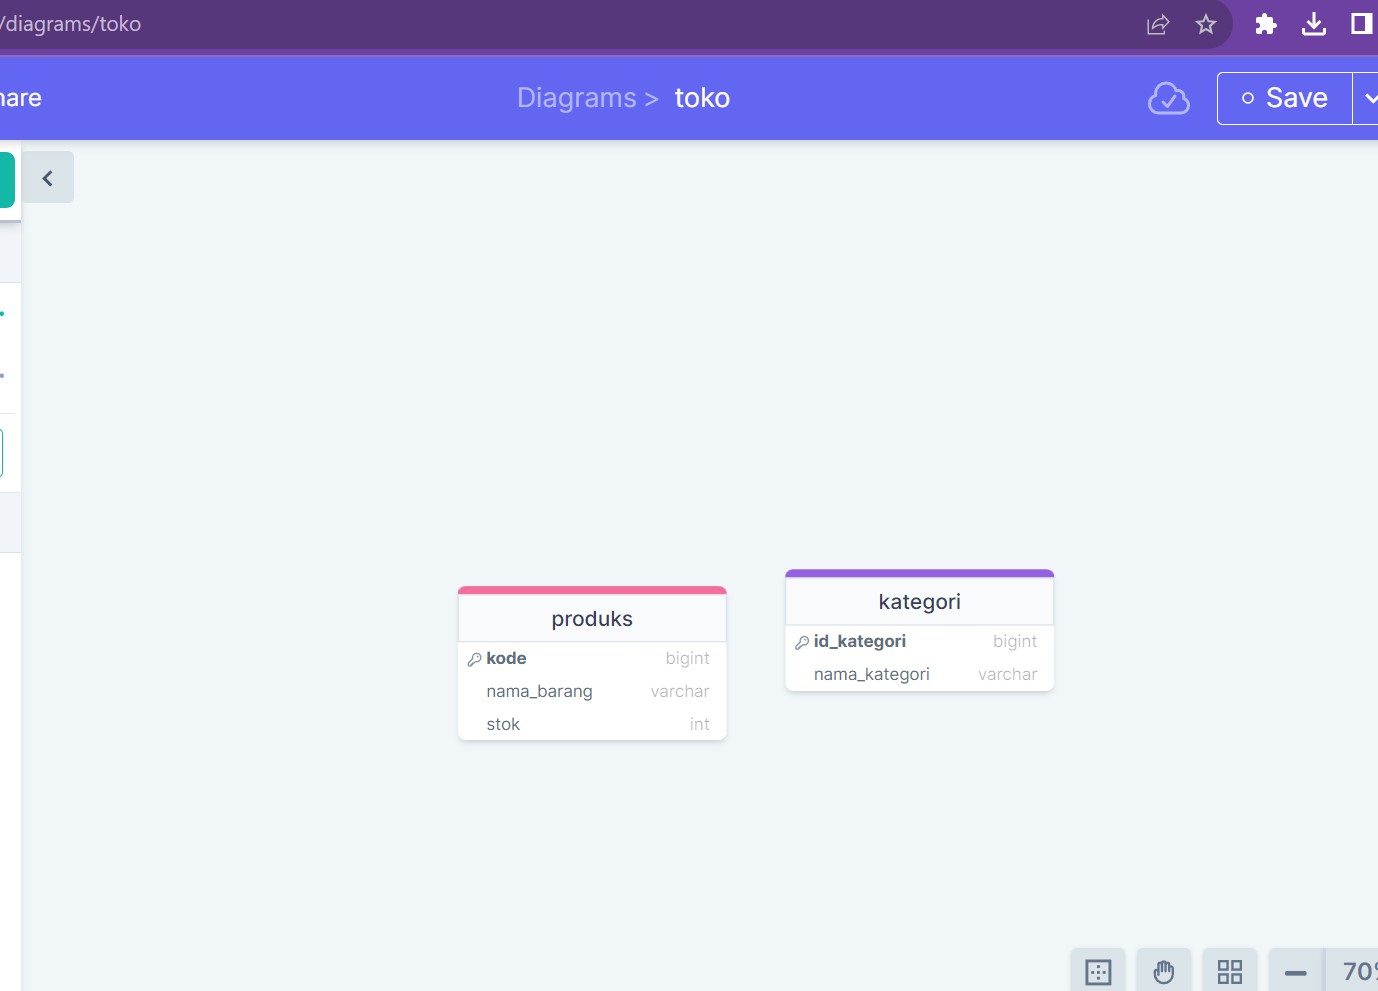 /diagrams/toko
hare
Diagrams > toko
Save
produks
kode bigint
nama_barang varchar
stok int
kategori
id_kategori bigint
nama_kategori varchar
70%